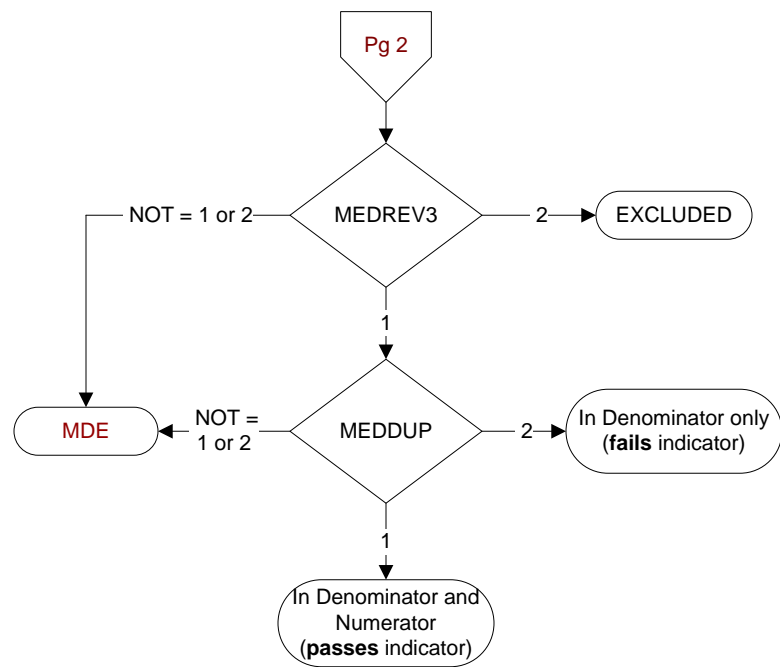 Pg 2
NOT = 1 or 2
MEDREV3
2
EXCLUDED
1
MDE
NOT =
1 or 2
MEDDUP
2
In Denominator only
(fails indicator)
1
In Denominator and
Numerator
(passes indicator)